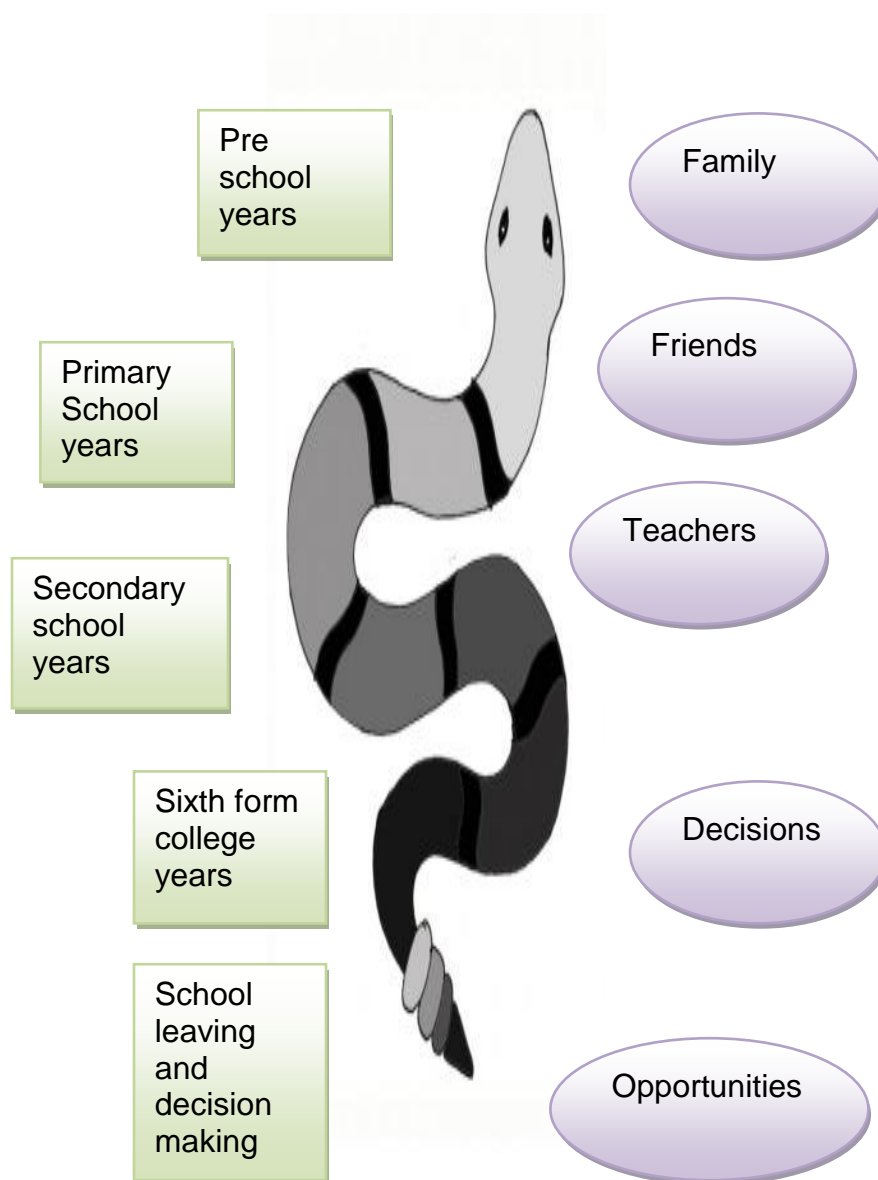 Pre
school
years
Family
Primary
School
years
Friends
Secondary
school
years
Teachers
Sixth form
college
years
Decisions
School
leaving
and
decision
making
Opportunities